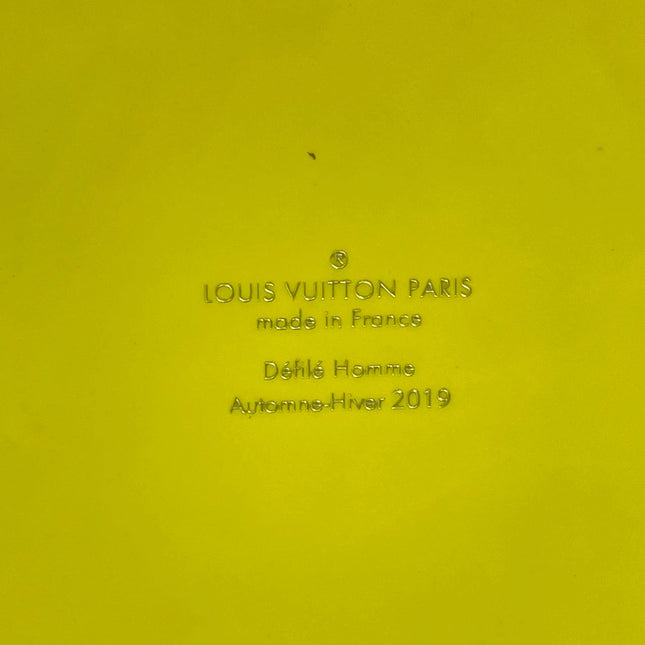 ®
LOUIS VUITTON PARIS
made in France
Défilé Homme
Automne-Hiver 2019